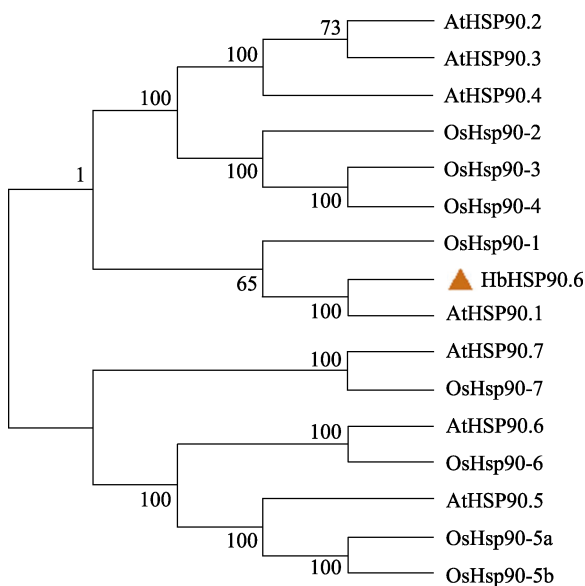 AtHSP90.2
73
AtHSP90.3
100
AtHSP90.4
100
OsHsp90-2
100
OsHsp90-3
100
OsHsp90-4
1
OsHsp90-1
65
HbHSP90.6
100
AtHSP90.1
AtHSP90.7
100
OsHsp90-7
AtHSP90.6
100
OsHsp90-6
100
AtHSP90.5
100
OsHsp90-5a
100
OsHsp90-5b